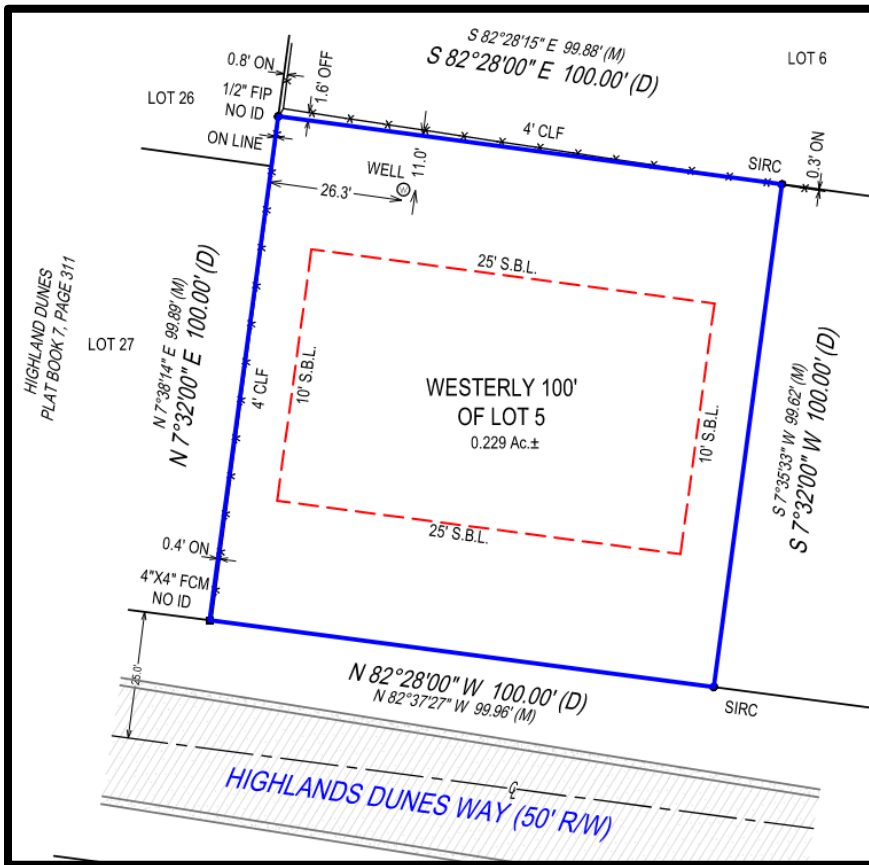 S 82°28'15" E 99.88' (M)
S 82°28'00" E 100.00' (D)
LOT 6
0.8' ON
1.6' OFF
1/2" FIP
NO ID
LOT 26
ON LINE
4' CLF
SIRC
0.3' ON
WELL
W
11.0'
26.3'
25' S.B.L.
HIGHLAND DUNES
PLAT BOOK 7, PAGE 311
LOT 27
N 7°38'14" E 99.89' (M)
N 7°32'00" E 100.00' (D)
4' CLF
10' S.B.L.
WESTERLY 100'
OF LOT 5
0.229 Ac.±
10' S.B.L.
S 7°35'33" W 99.62' (M)
S 7°32'00" W 100.00' (D)
25' S.B.L.
0.4' ON
4"X4" FCM
NO ID
25.0'
N 82°28'00" W 100.00' (D)
N 82°37'27" W 99.96' (M)
SIRC
HIGHLANDS DUNES WAY (50' R/W)